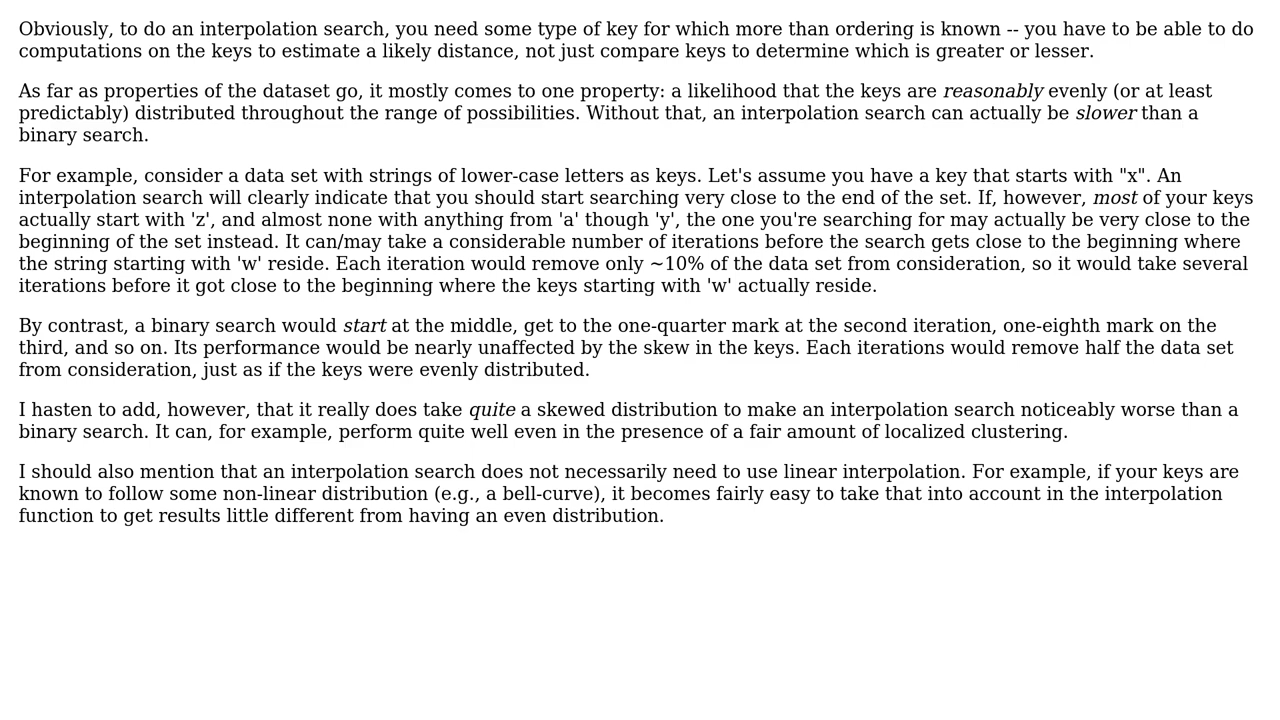 Obviously, to do an interpolation search, you need some type of key for which more than ordering is known -- you have to be able to do
computations on the keys to estimate a likely distance, not just compare keys to determine which is greater or lesser.
As far as properties of the dataset go, it mostly comes to one property: a likelihood that the keys are reasonably evenly (or at least
predictably) distributed throughout the range of possibilities. Without that, an interpolation search can actually be slower than a
binary search.
For example, consider a data set with strings of lower-case letters as keys. Let's assume you have a key that starts with "x". An
interpolation search will clearly indicate that you should start searching very close to the end of the set. If, however, most of your keys
actually start with 'z', and almost none with anything from 'a' though 'y', the one you're searching for may actually be very close to the
beginning of the set instead. It can/may take a considerable number of iterations before the search gets close to the beginning where
the string starting with 'w' reside. Each iteration would remove only ~10% of the data set from consideration, so it would take several
iterations before it got close to the beginning where the keys starting with 'w' actually reside.
By contrast, a binary search would start at the middle, get to the one-quarter mark at the second iteration, one-eighth mark on the
third, and so on. Its performance would be nearly unaffected by the skew in the keys. Each iterations would remove half the data set
from consideration, just as if the keys were evenly distributed.
I hasten to add, however, that it really does take quite a skewed distribution to make an interpolation search noticeably worse than a
binary search. It can, for example, perform quite well even in the presence of a fair amount of localized clustering.
I should also mention that an interpolation search does not necessarily need to use linear interpolation. For example, if your keys are
known to follow some non-linear distribution (e.g., a bell-curve), it becomes fairly easy to take that into account in the interpolation
function to get results little different from having an even distribution.